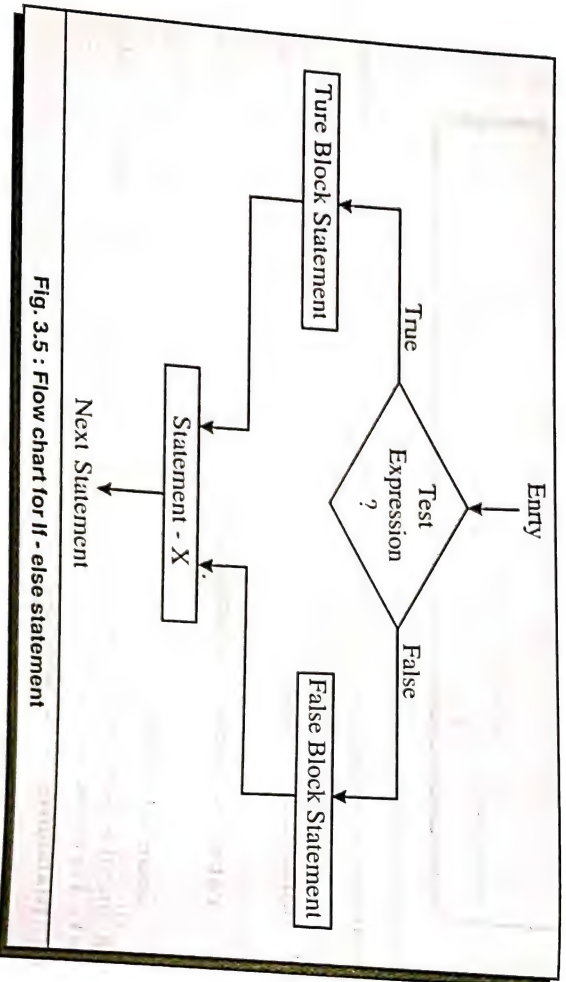 Enrty
Test
Expression
?
True
False
Ture Block Statement
False Block Statement
Statement - X
Next Statement
Fig. 3.5 : Flow chart for If - else statement